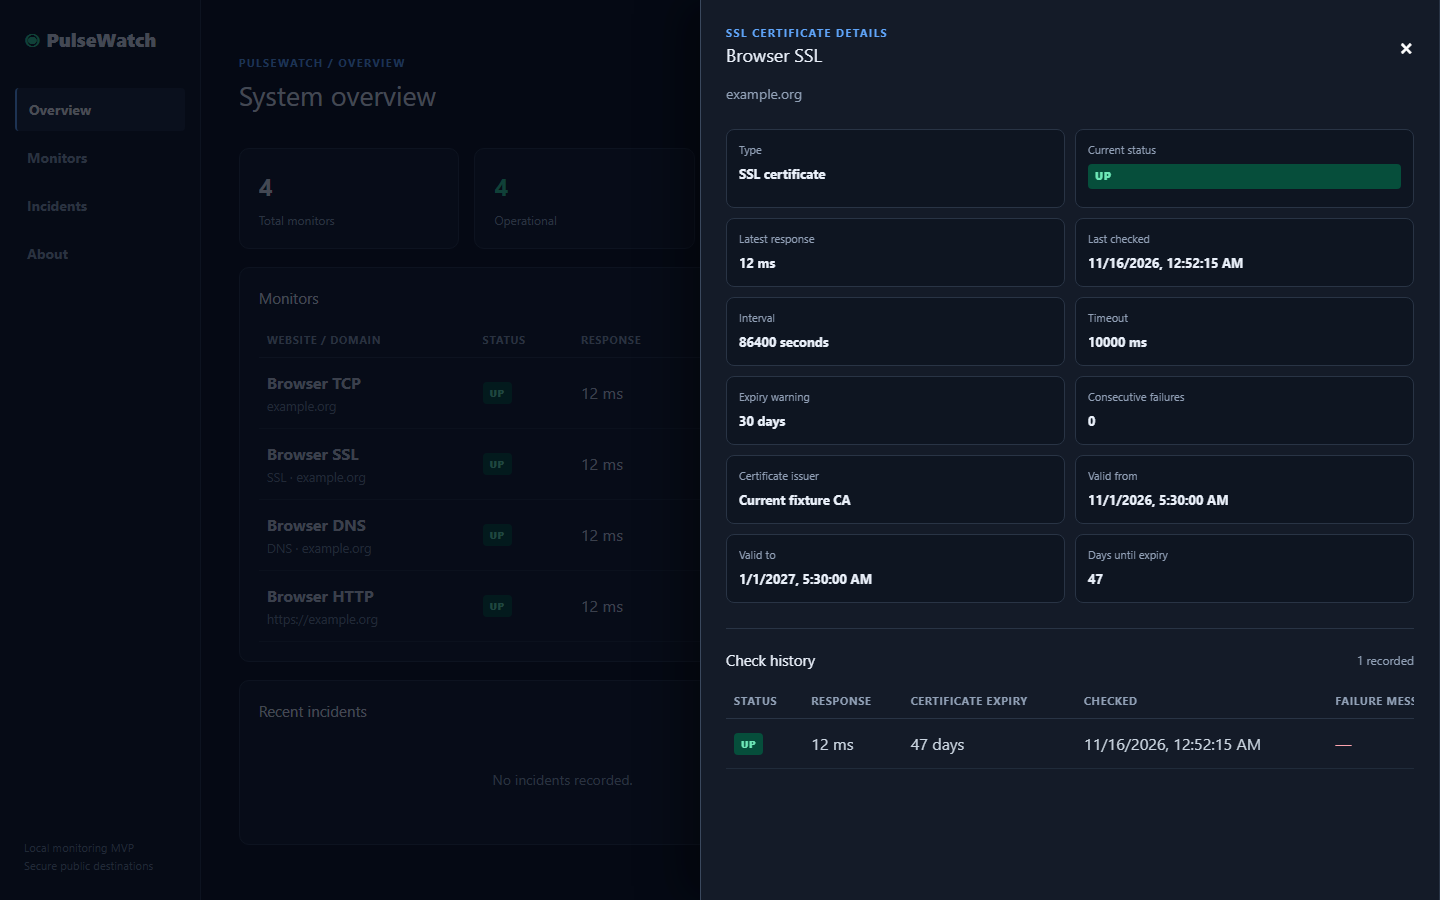 PulseWatch
Overview
Monitors
Incidents
About
Local monitoring MVP
Secure public destinations
PULSEWATCH / OVERVIEW
System overview
4
Total monitors
4
Operational
Monitors
WEBSITE / DOMAIN STATUS RESPONSE
Browser TCP
example.org
UP 12 ms
Browser SSL
SSL · example.org
UP 12 ms
Browser DNS
DNS · example.org
UP 12 ms
Browser HTTP
https://example.org
UP 12 ms
Recent incidents
No incidents recorded.
SSL CERTIFICATE DETAILS
Browser SSL
×
example.org
Type
SSL certificate
Current status
UP
Latest response
12 ms
Last checked
11/16/2026, 12:52:15 AM
Interval
86400 seconds
Timeout
10000 ms
Expiry warning
30 days
Consecutive failures
0
Certificate issuer
Current fixture CA
Valid from
11/1/2026, 5:30:00 AM
Valid to
1/1/2027, 5:30:00 AM
Days until expiry
47
Check history
1 recorded
STATUS RESPONSE CERTIFICATE EXPIRY CHECKED FAILURE MESS
UP 12 ms 47 days 11/16/2026, 12:52:15 AM —